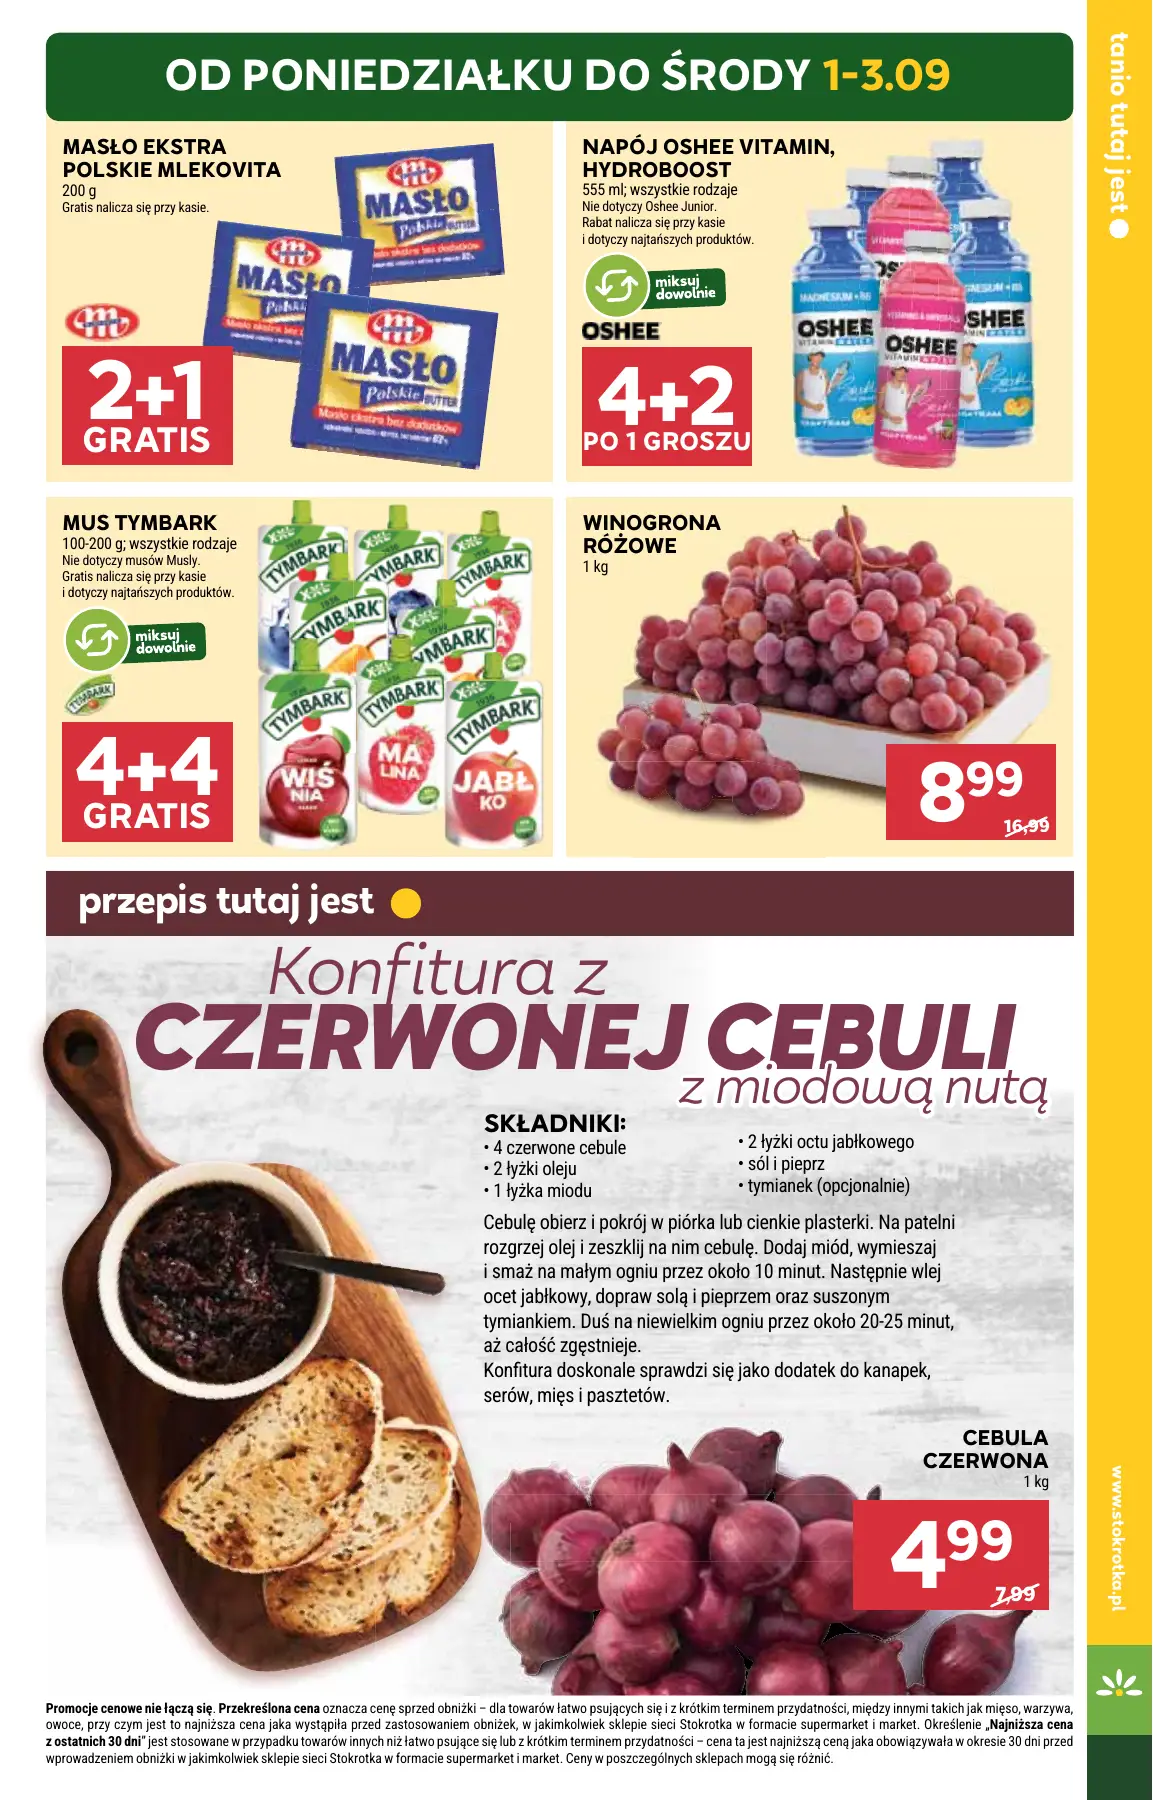 OD PONIEDZIAŁKU DO ŚRODY 1-3.09
MASŁO EKSTRA
POLSKIE MLEKOVITA
200 g
Gratis nalicza się przy kasie.
MASŁO
Polskie
BUTTER
MASŁO
Polskie
MASŁO
Polskie
BUTTER
Masło ekstra bez dodatków
2+1
GRATIS
NAPÓJ OSHEE VITAMIN,
HYDROBOOST
555 ml; wszystkie rodzaje
Nie dotyczy Oshee Junior.
Rabat nalicza się przy kasie
i dotyczy najtańszych produktów.
miksuj
dowolnie
OSHEE
4+2
PO 1 GROSZU
MAGNESIUM + B6
OSHEE
VITAMIN WATER
OSHEE
VITAMIN WATER
MUS TYMBARK
100-200 g; wszystkie rodzaje
Nie dotyczy musów Musly.
Gratis nalicza się przy kasie
i dotyczy najtańszych produktów.
miksuj
dowolnie
TYMBARK
4+4
GRATIS
TYMBARK
TYMBARK
TYMBARK
TYMBARK
TYMBARK
TYMBARK
TYMBARK
WIŚ
NIA
MA
LINA
JABŁ
KO
WINOGRONA
RÓŻOWE
1 kg
8 99
16,99
przepis tutaj jest
Konfitura z
CZERWONEJ CEBULI
z miodową nutą
SKŁADNIKI:
• 4 czerwone cebule
• 2 łyżki oleju
• 1 łyżka miodu
• 2 łyżki octu jabłkowego
• sól i pieprz
• tymianek (opcjonalnie)
Cebulę obierz i pokrój w piórka lub cienkie plasterki. Na patelni
rozgrzej olej i zeszklij na nim cebulę. Dodaj miód, wymieszaj
i smaż na małym ogniu przez około 10 minut. Następnie wlej
ocet jabłkowy, dopraw solą i pieprzem oraz suszonym
tymiankiem. Duś na niewielkim ogniu przez około 20-25 minut,
aż całość zgęstnieje.
Konfitura doskonale sprawdzi się jako dodatek do kanapek,
serów, mięs i pasztetów.
CEBULA
CZERWONA
1 kg
4 99
7,99
Promocje cenowe nie łączą się. Przekreślona cena oznacza cenę sprzed obniżki – dla towarów łatwo psujących się i z krótkim terminem przydatności, między innymi takich jak mięso, warzywa,
owoce, przy czym jest to najniższa cena jaka wystąpiła przed zastosowaniem obniżek, w jakimkolwiek sklepie sieci Stokrotka w formacie supermarket i market. Określenie „Najniższa cena
z ostatnich 30 dni” jest stosowane w przypadku towarów innych niż łatwo psujące się lub z krótkim terminem przydatności – cena ta jest najniższą ceną jaka obowiązywała w okresie 30 dni przed
wprowadzeniem obniżki w jakimkolwiek sklepie sieci Stokrotka w formacie supermarket i market. Ceny w poszczególnych sklepach mogą się różnić.
tanio tutaj jest
www.stokrotka.pl